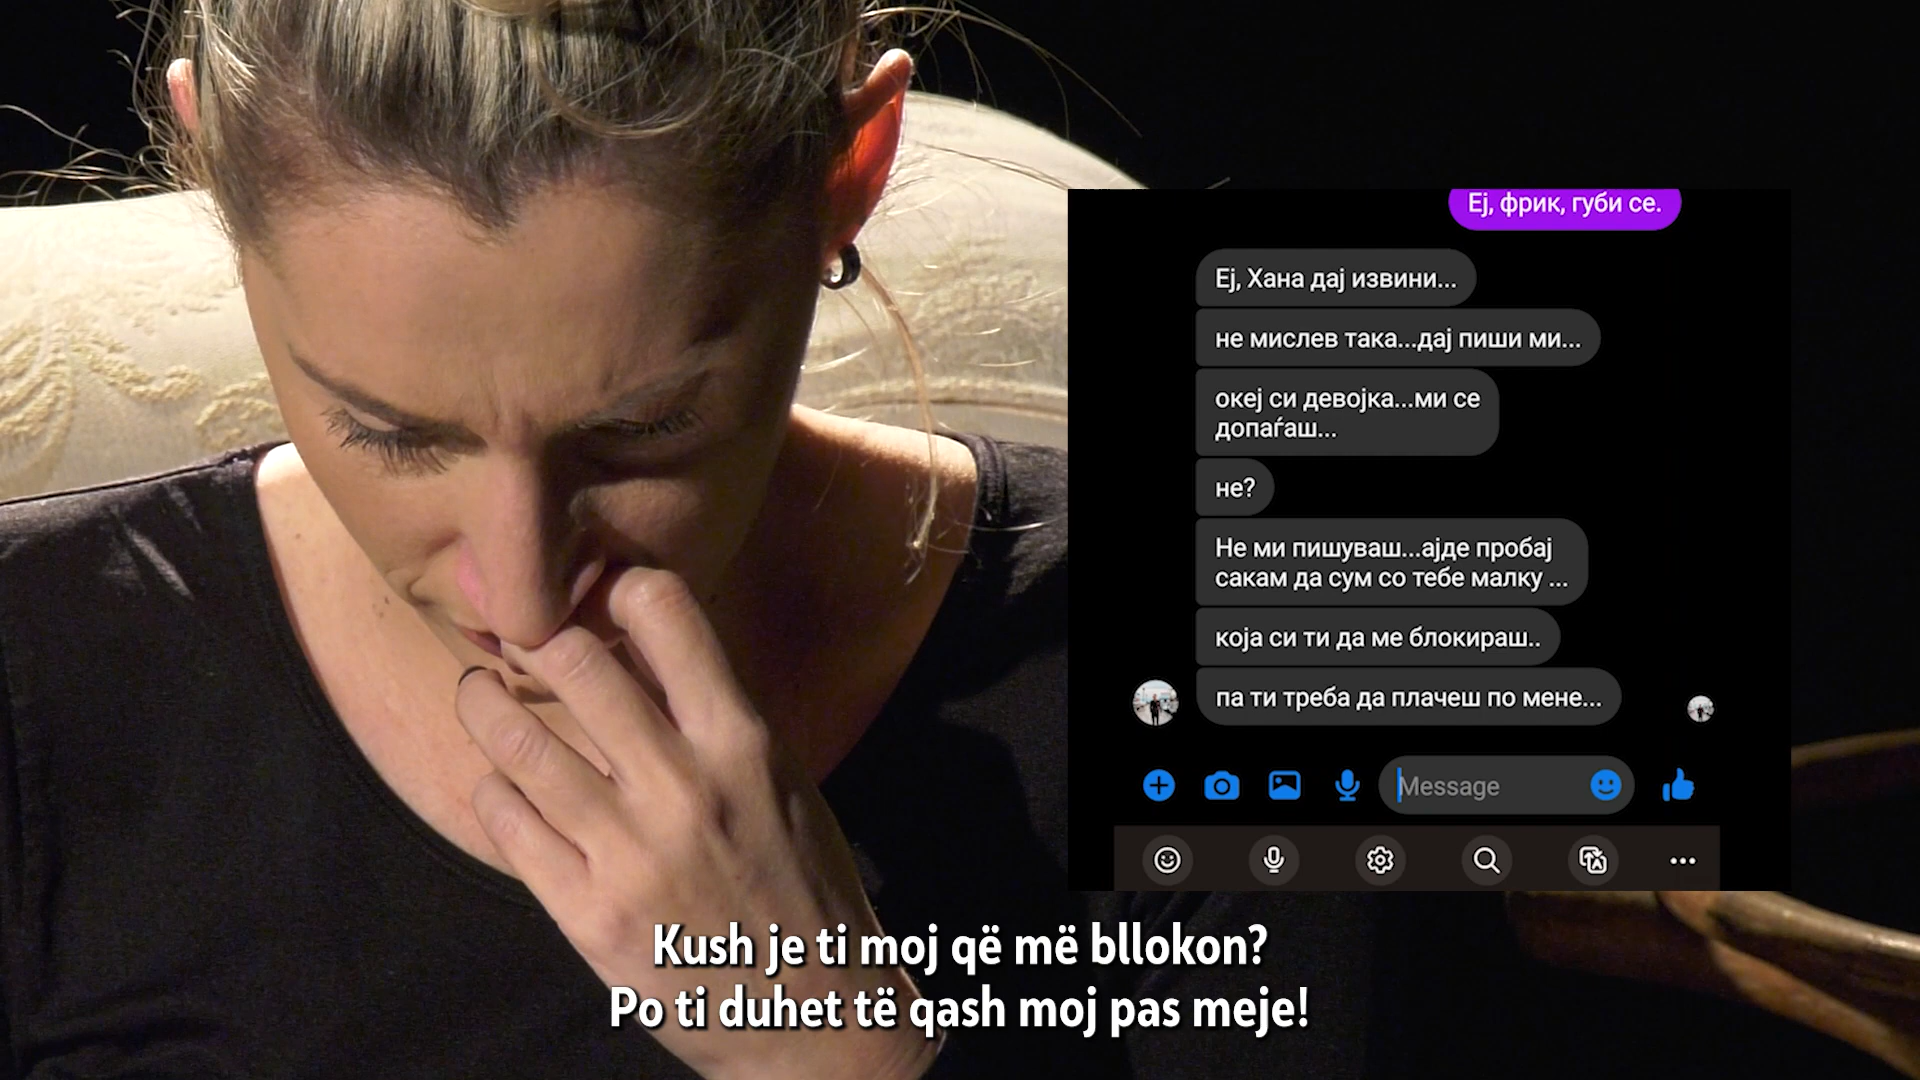 Еј, фрик, губи се.
Еј, Хана дај извини...
не мислев така...дај пиши ми...
океј си девојка...ми се
допаѓаш...
не?
Не ми пишуваш...ајде пробај
сакам да сум со тебе малку ...
која си ти да ме блокираш..
па ти треба да плачеш по мене...
Message
Kush je ti moj që më bllokon?
Po ti duhet të qash moj pas meje!